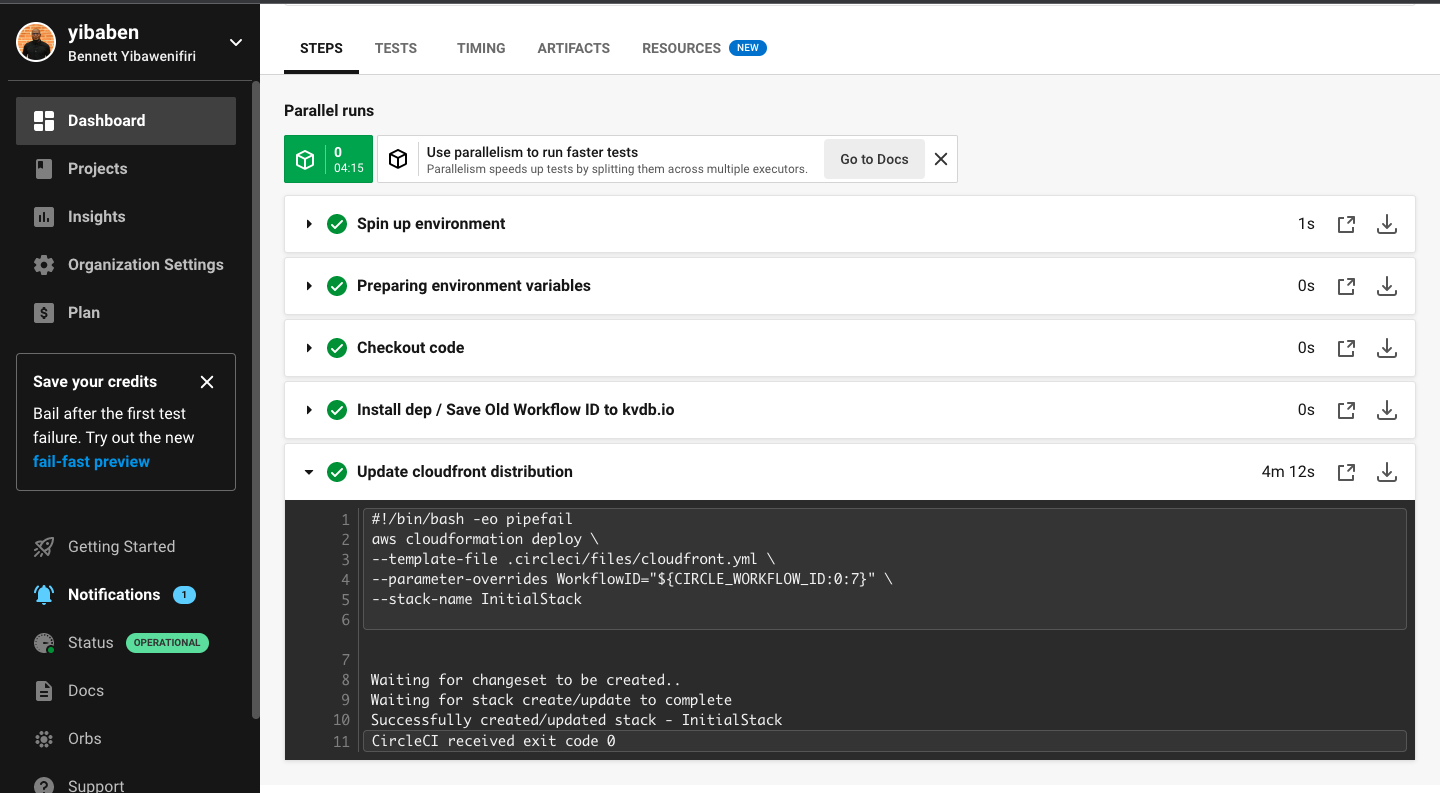 yibaben
Bennett Yibawenifiri
Dashboard
Projects
Insights
Organization Settings
Plan
Save your credits
Bail after the first test
failure. Try out the new
fail-fast preview
Getting Started
Notifications 1
Status OPERATIONAL
Docs
Orbs
Support
STEPS TESTS TIMING ARTIFACTS RESOURCES NEW
Parallel runs
0
04:15
Use parallelism to run faster tests
Parallelism speeds up tests by splitting them across multiple executors.
Go to Docs
Spin up environment 1s
Preparing environment variables 0s
Checkout code 0s
Install dep / Save Old Workflow ID to kvdb.io 0s
Update cloudfront distribution 4m 12s
1 #!/bin/bash -eo pipefail
2 aws cloudformation deploy \
3 --template-file .circleci/files/cloudfront.yml \
4 --parameter-overrides WorkflowID="${CIRCLE_WORKFLOW_ID:0:7}" \
5 --stack-name InitialStack
6
7
8 Waiting for changeset to be created..
9 Waiting for stack create/update to complete
10 Successfully created/updated stack - InitialStack
11 CircleCI received exit code 0